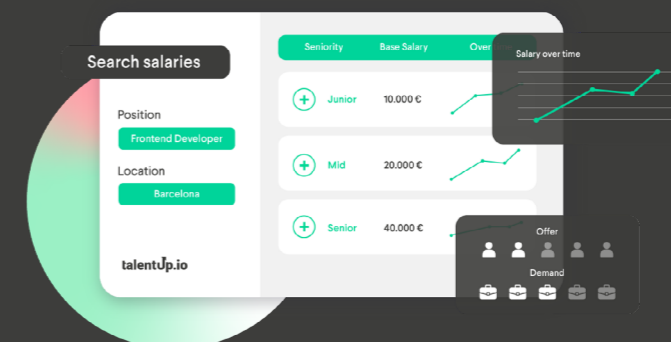 Search salaries
Position
Frontend Developer
Location
Barcelona
talentUp.io
Seniority Base Salary Over
Junior 10.000 €
Mid 20.000 €
Senior 40.000 €
Salary over time
Offer
Demand